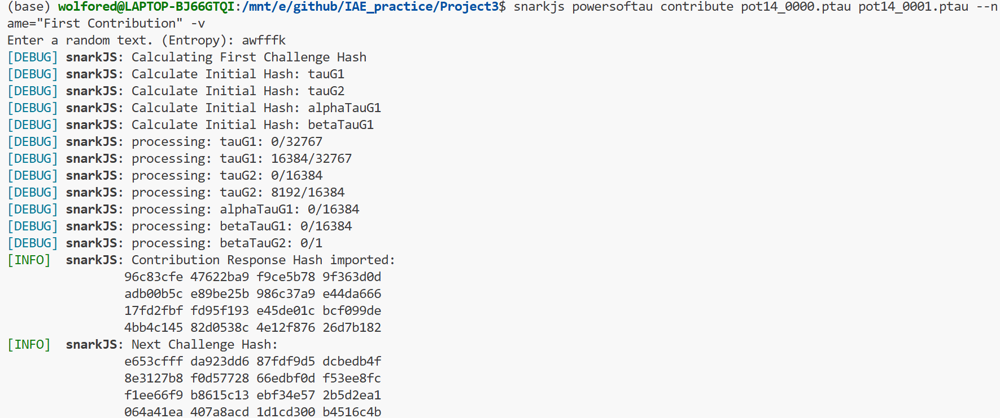 (base) wolfored@LAPTOP-BJ66GTQI:/mnt/e/github/IAE_practice/Project3$ snarkjs powersoftau contribute pot14_0000.ptau pot14_0001.ptau --n
ame="First Contribution" -v
Enter a random text. (Entropy): awfffk
[DEBUG] snarkJS: Calculating First Challenge Hash
[DEBUG] snarkJS: Calculate Initial Hash: tauG1
[DEBUG] snarkJS: Calculate Initial Hash: tauG2
[DEBUG] snarkJS: Calculate Initial Hash: alphaTauG1
[DEBUG] snarkJS: Calculate Initial Hash: betaTauG1
[DEBUG] snarkJS: processing: tauG1: 0/32767
[DEBUG] snarkJS: processing: tauG1: 16384/32767
[DEBUG] snarkJS: processing: tauG2: 0/16384
[DEBUG] snarkJS: processing: tauG2: 8192/16384
[DEBUG] snarkJS: processing: alphaTauG1: 0/16384
[DEBUG] snarkJS: processing: betaTauG1: 0/16384
[DEBUG] snarkJS: processing: betaTauG2: 0/1
[INFO]  snarkJS: Contribution Response Hash imported:
96c83cfe 47622ba9 f9ce5b78 9f363d0d
adb00b5c e89be25b 986c37a9 e44da666
17fd2fbf fd95f193 e45de01c bcf099de
4bb4c145 82d0538c 4e12f876 26d7b182
[INFO]  snarkJS: Next Challenge Hash:
e653cfff da923dd6 87fdf9d5 dcbedb4f
8e3127b8 f0d57728 66edbf0d f53ee8fc
f1ee66f9 b8615c13 ebf34e57 2b5d2ea1
064a41ea 407a8acd 1d1cd300 b4516c4b